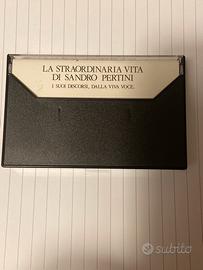 LA STRAORDINARIA VITA
DI SANDRO PERTINI
I SUOI DISCORSI, DALLA VIVA VOCE.
subito